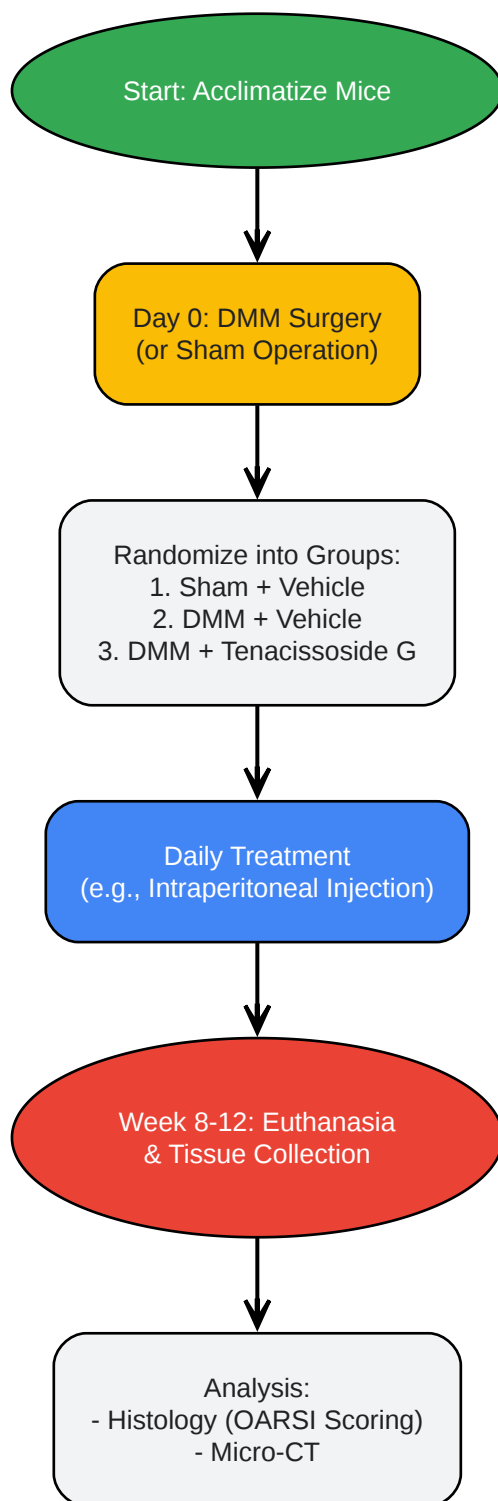 Start: Acclimatize Mice
Day 0: DMM Surgery
(or Sham Operation)
Randomize into Groups:
1. Sham + Vehicle
2. DMM + Vehicle
3. DMM + Tenacissoside G
Daily Treatment
(e.g., Intraperitoneal Injection)
Week 8-12: Euthanasia
& Tissue Collection
Analysis:
- Histology (OARSI Scoring)
- Micro-CT